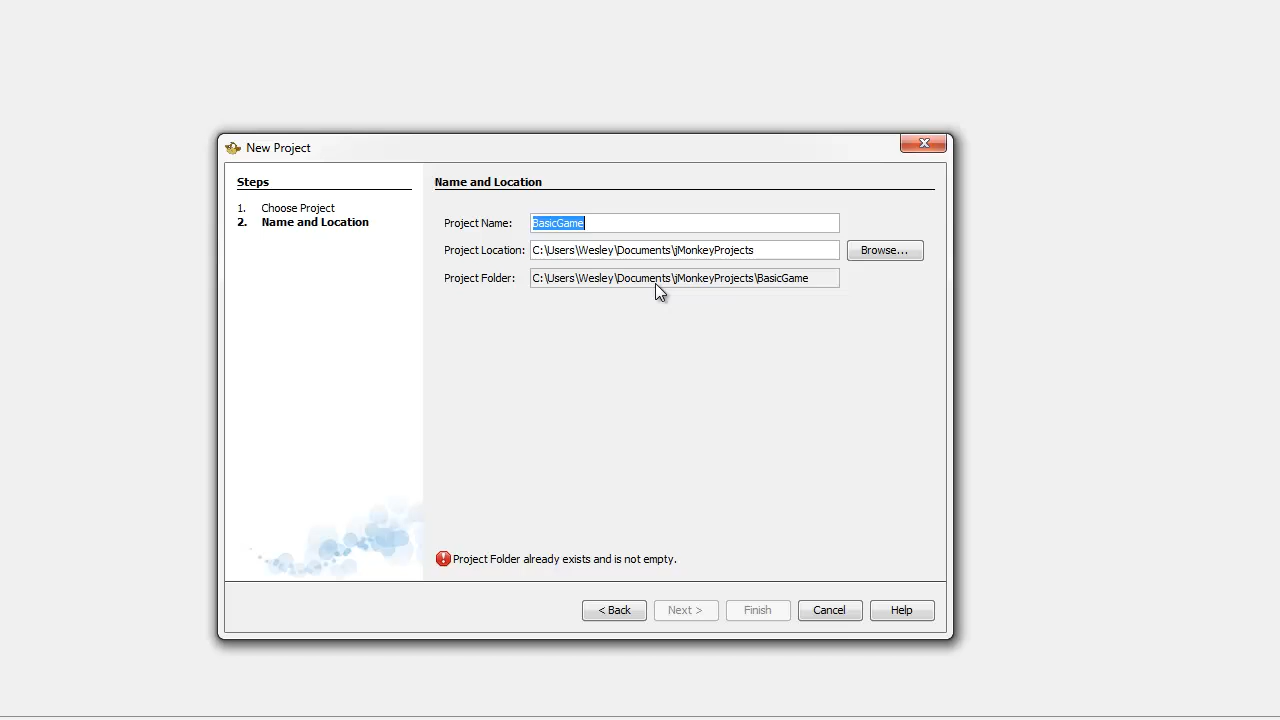 New Project
Steps
1. Choose Project
2. Name and Location
Name and Location
Project Name: BasicGame
Project Location: C:\Users\Wesley\Documents\jMonkeyProjects Browse...
Project Folder: C:\Users\Wesley\Documents\jMonkeyProjects\BasicGame
Project Folder already exists and is not empty.
< Back Next > Finish Cancel Help